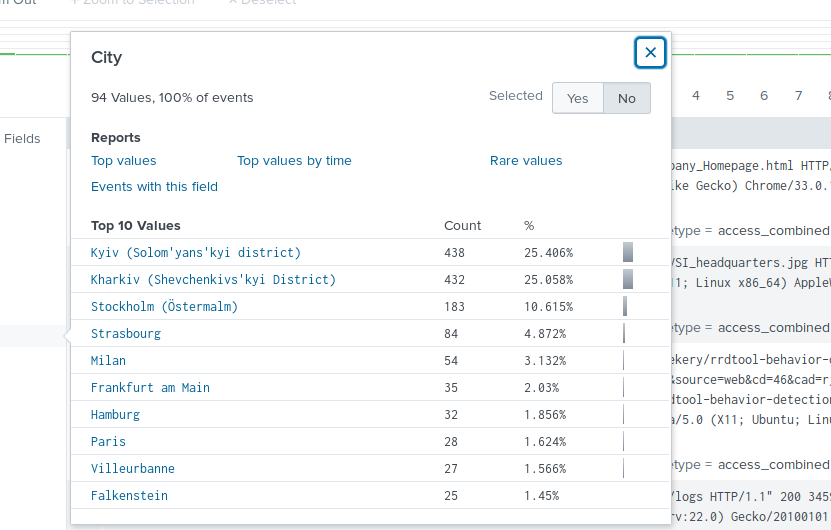 Zoom to Selection
Deselect
City
94 Values, 100% of events
Selected
Yes
No
4 5 6 7
Fields
Reports
Top values
Top values by time
Rare values
Events with this field
Top 10 Values Count %
Kyiv (Solom'yans'kyi district) 438 25.406%
Kharkiv (Shevchenkivs'kyi District) 432 25.058%
Stockholm (Östermalm) 183 10.615%
Strasbourg 84 4.872%
Milan 54 3.132%
Frankfurt am Main 35 2.03%
Hamburg 32 1.856%
Paris 28 1.624%
Villeurbanne 27 1.566%
Falkenstein 25 1.45%
pany_Homepage.html HTTP/
ike Gecko) Chrome/33.0.
etype = access_combined
/SI_headquarters.jpg HTT
11; Linux x86_64) AppleW
etype = access_combined
ekery/rrdtool-behavior-d
&source=web&cd=46&cad=r
dtool-behavior-detection
a/5.0 (X11; Ubuntu; Linu
etype = access_combined
/logs HTTP/1.1" 200 345
rv:22.0) Gecko/20100101